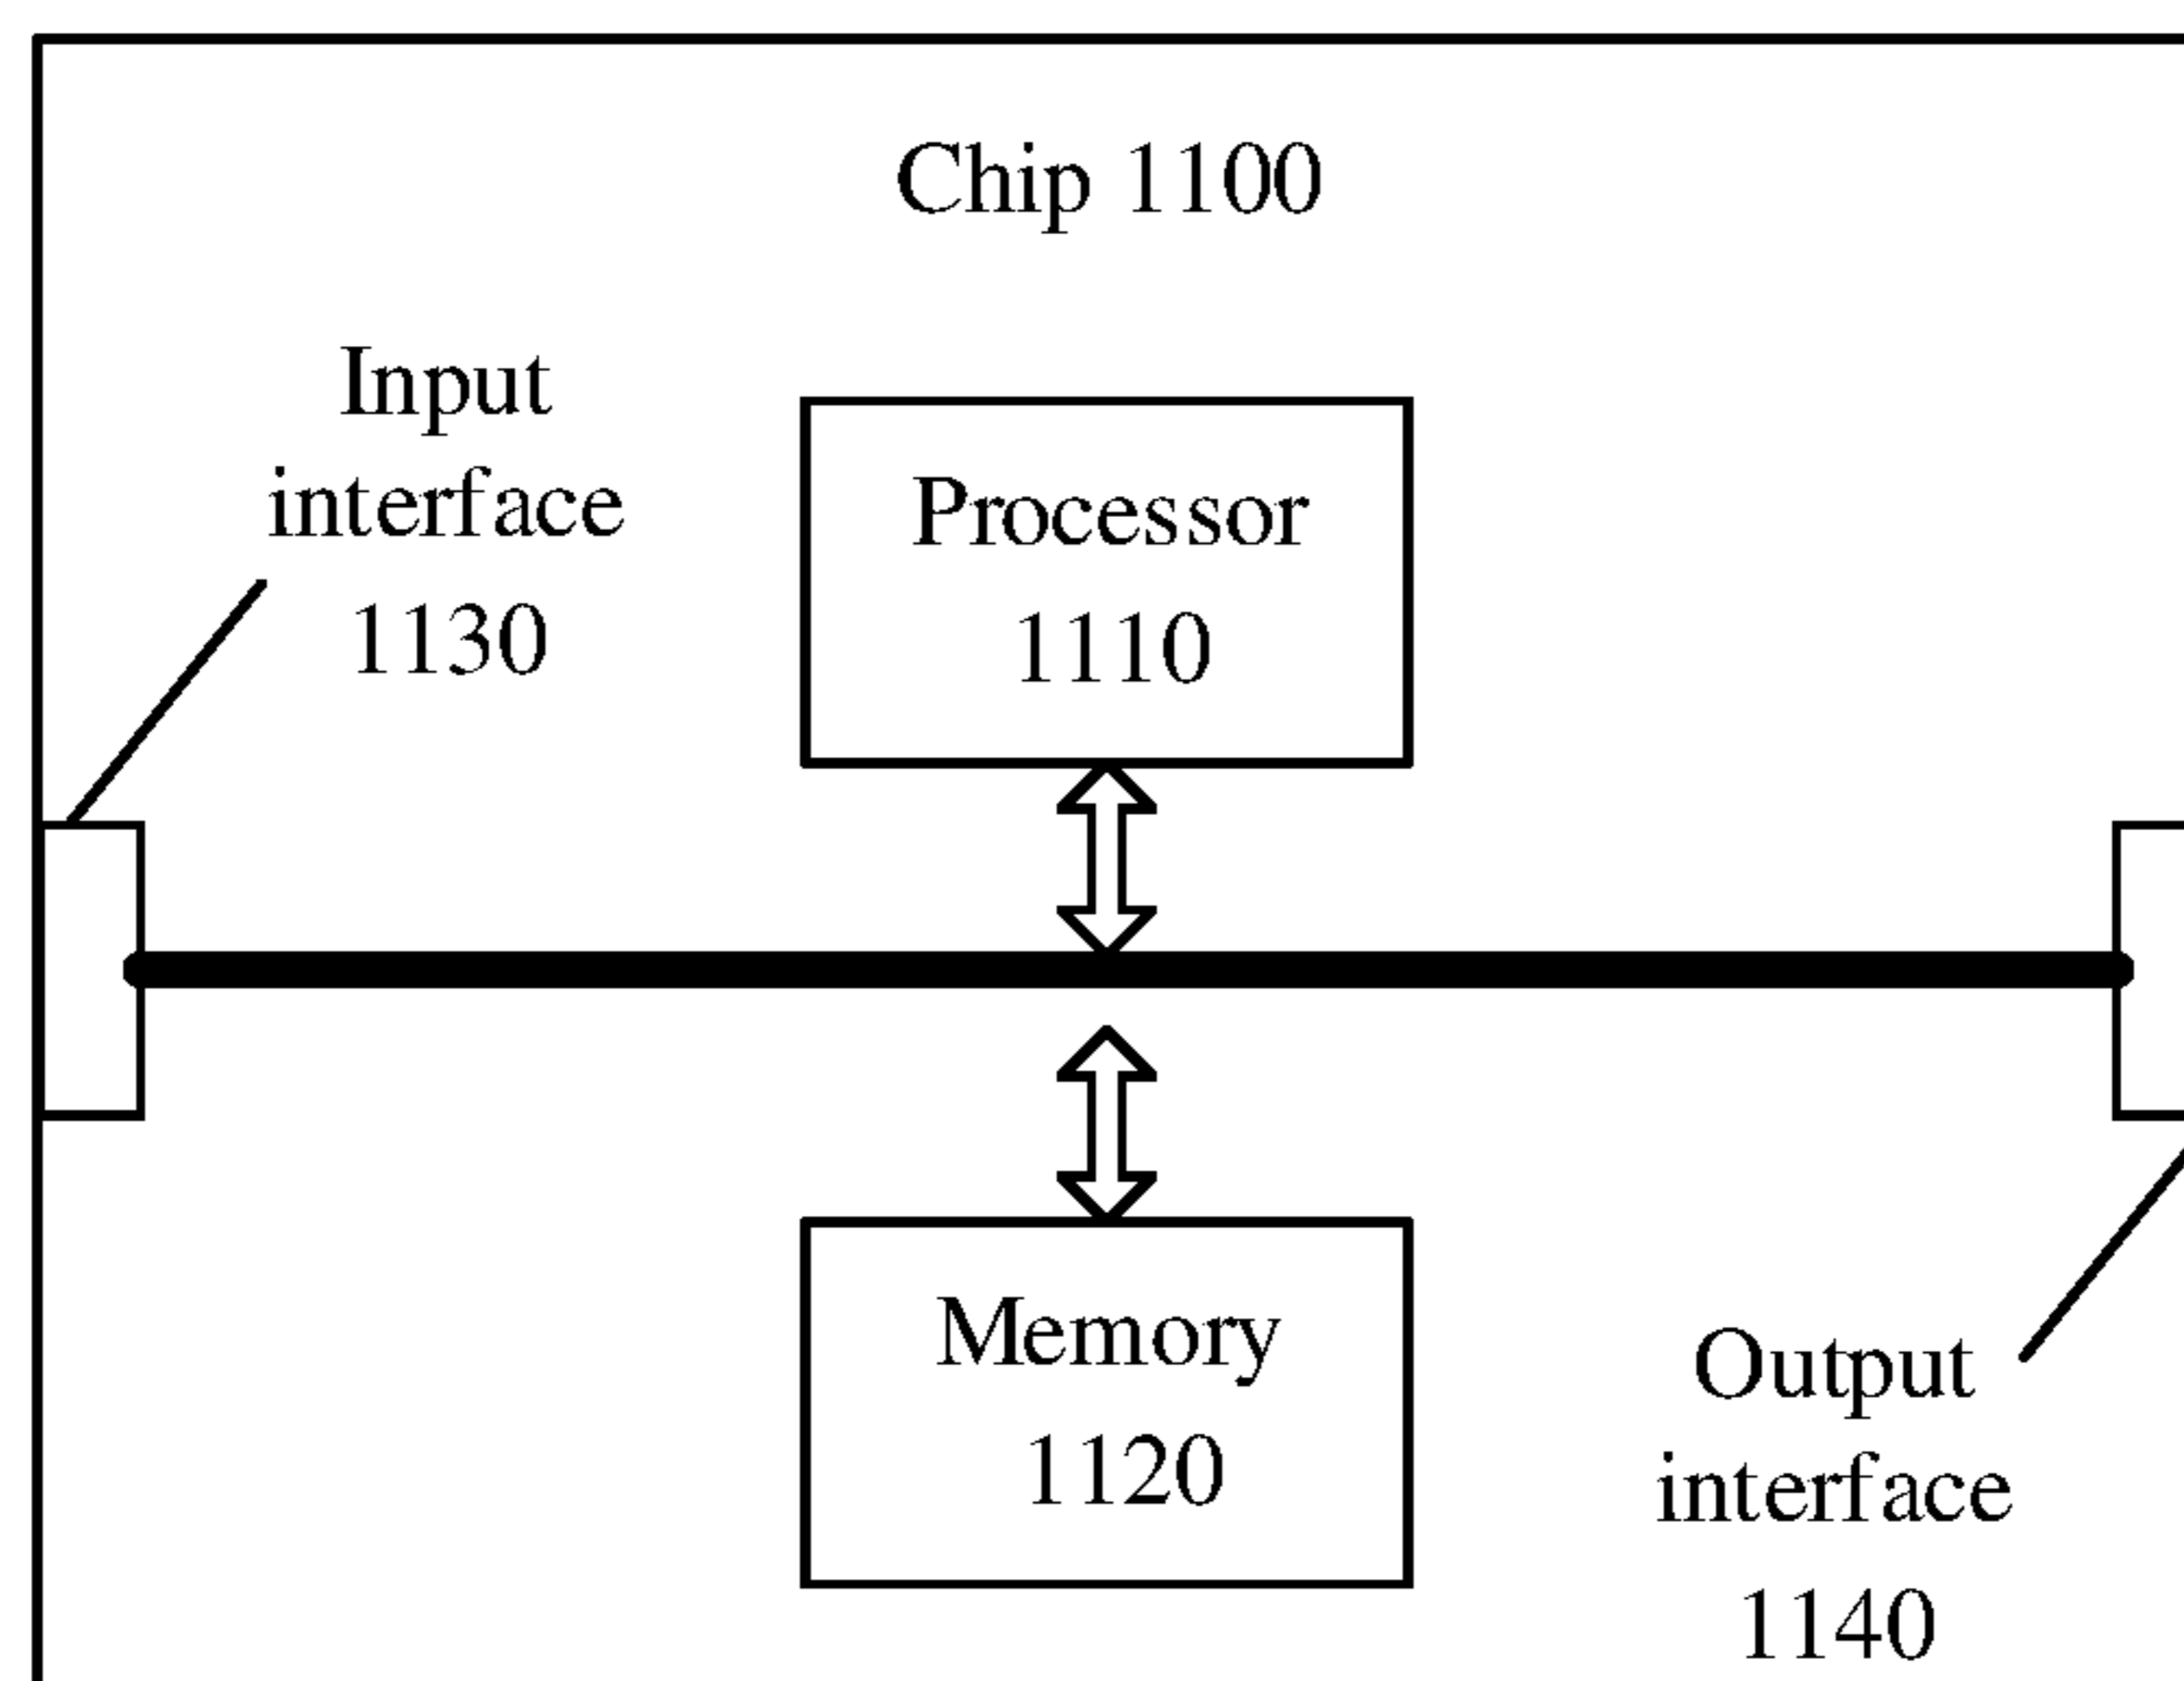 Chip 1100
Input
interface
1130
Processor
1110
Memory
1120
Output
interface
1140